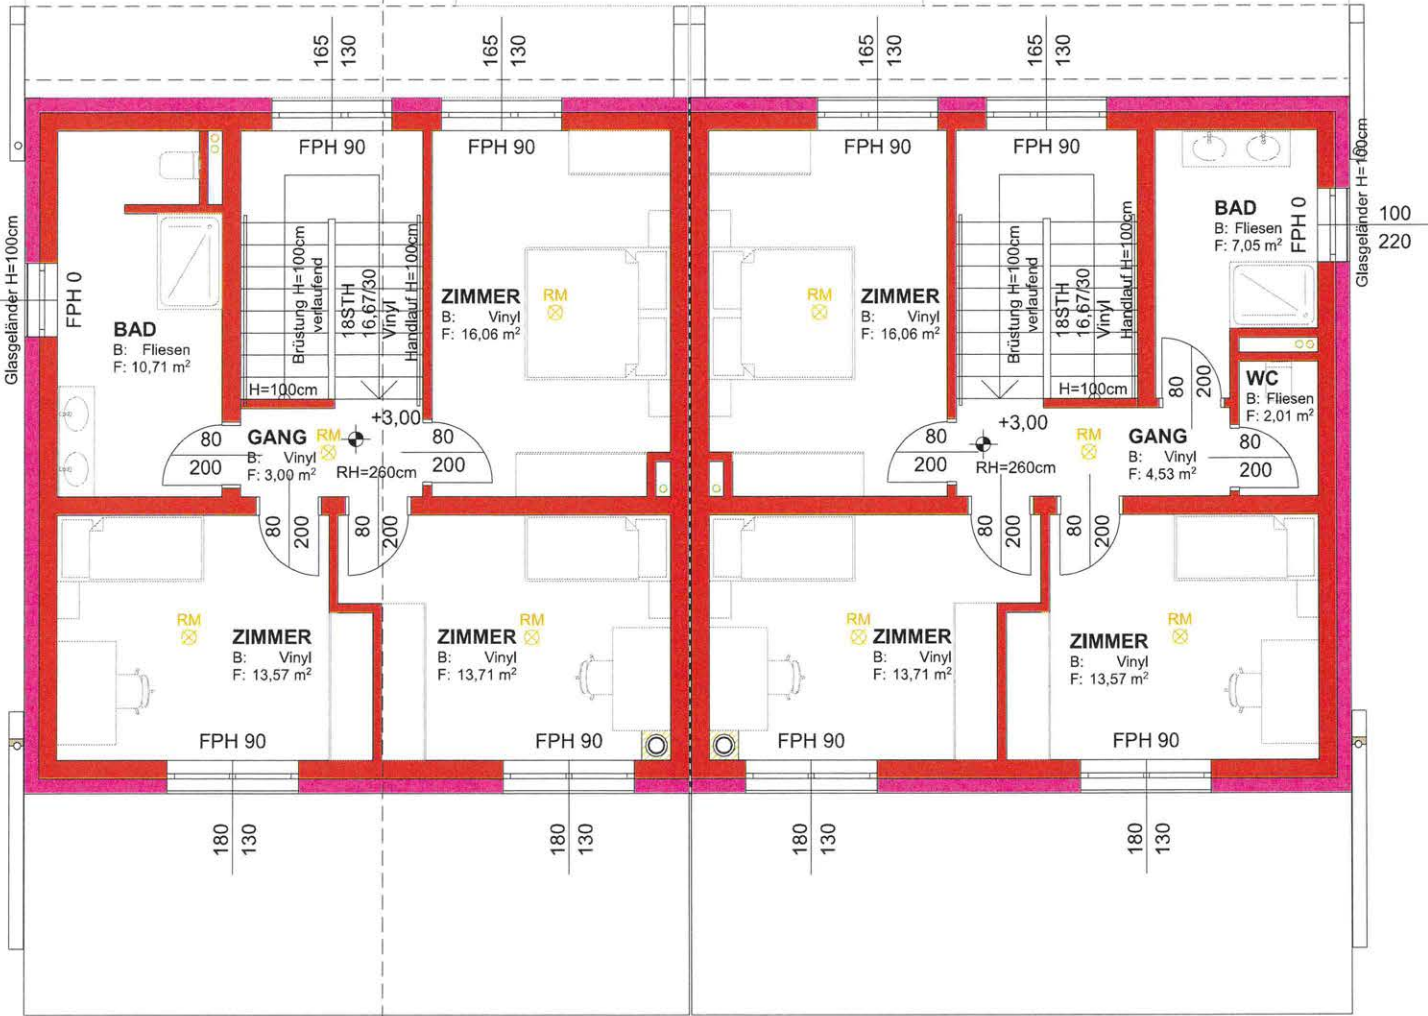 165
130
165
130
165
130
165
130
FPH 90
FPH 90
FPH 90
FPH 90
Glasgeländer H=100cm
FPH 0
BAD
B: Fliesen
F: 10,71 m²
Brüstung H=100cm
verlaufend
18STH
16,67/30
Vinyl
Handlauf H=100cm
H=100cm
ZIMMER
B: Vinyl
F: 16,06 m²
RM
RM
ZIMMER
B: Vinyl
F: 16,06 m²
Brüstung H=100cm
verlaufend
18STH
16,67/30
Vinyl
Handlauf H=100cm
H=100cm
BAD
B: Fliesen
F: 7,05 m²
FPH 0
Glasgeländer H=100cm
100
220
80
200
WC
B: Fliesen
F: 2,01 m²
80
200
GANG
B: Vinyl
F: 3,00 m²
RM
+3,00
RH=260cm
80
200
80
200
+3,00
RH=260cm
RM
GANG
B: Vinyl
F: 4,53 m²
80
200
80
200
80
200
80
200
80
200
RM
ZIMMER
B: Vinyl
F: 13,57 m²
ZIMMER
B: Vinyl
F: 13,71 m²
RM
RM
ZIMMER
B: Vinyl
F: 13,71 m²
ZIMMER
B: Vinyl
F: 13,57 m²
RM
FPH 90
FPH 90
FPH 90
FPH 90
180
130
180
130
180
130
180
130